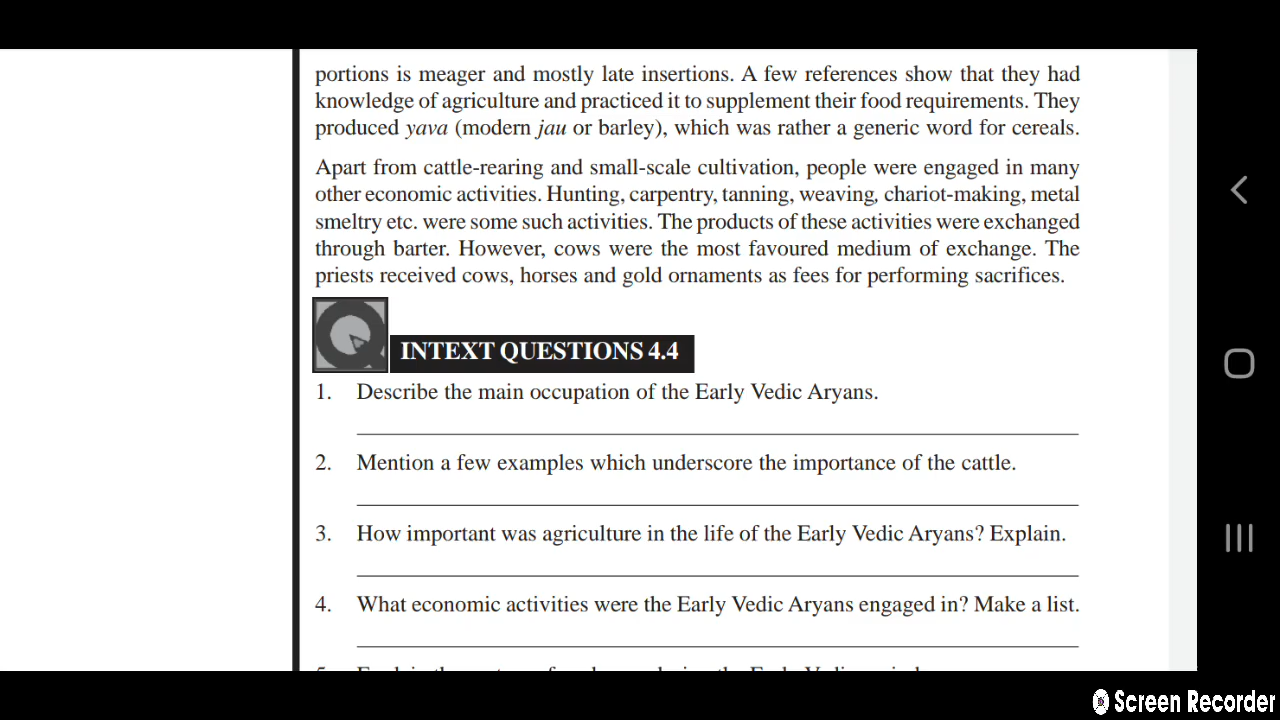 portions is meager and mostly late insertions. A few references show that they had
knowledge of agriculture and practiced it to supplement their food requirements. They
produced yava (modern jau or barley), which was rather a generic word for cereals.
Apart from cattle-rearing and small-scale cultivation, people were engaged in many
other economic activities. Hunting, carpentry, tanning, weaving, chariot-making, metal
smeltry etc. were some such activities. The products of these activities were exchanged
through barter. However, cows were the most favoured medium of exchange. The
priests received cows, horses and gold ornaments as fees for performing sacrifices.
INTEXT QUESTIONS 4.4
1. Describe the main occupation of the Early Vedic Aryans.
2. Mention a few examples which underscore the importance of the cattle.
3. How important was agriculture in the life of the Early Vedic Aryans? Explain.
4. What economic activities were the Early Vedic Aryans engaged in? Make a list.
Screen Recorder